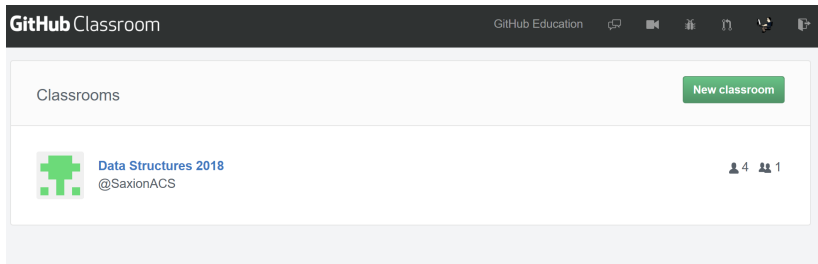 GitHub Classroom
GitHub Education
Classrooms
New classroom
Data Structures 2018
4 1
@SaxionACS